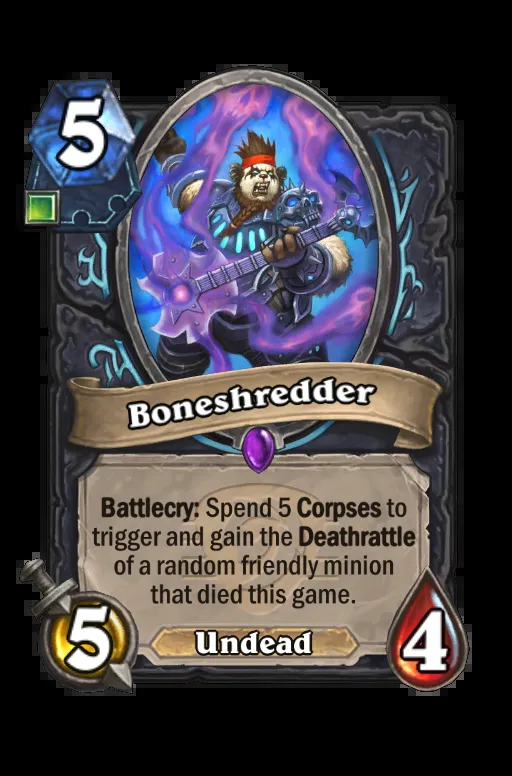 5
Boneshredder
Battlecry: Spend 5 Corpses to
trigger and gain the Deathrattle
of a random friendly minion
that died this game.
5
Undead
4